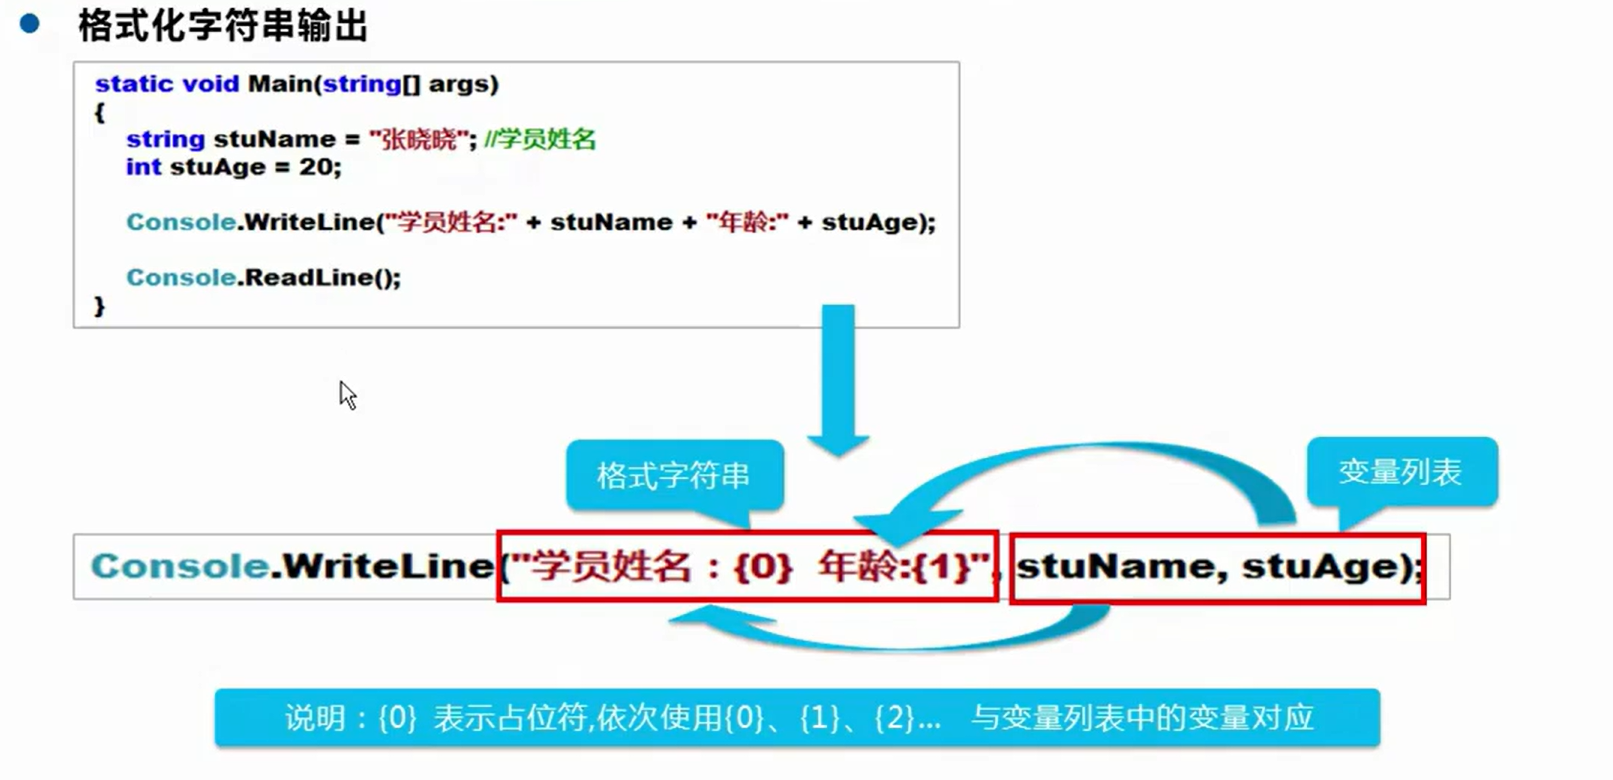 格式化字符串输出
static void Main(string[] args)
{
string stuName = "张晓晓"; //学员姓名
int stuAge = 20;
Console.WriteLine("学员姓名:" + stuName + "年龄:" + stuAge);
Console.ReadLine();
}
格式字符串
变量列表
Console.WriteLine("学员姓名：{0} 年龄:{1}", stuName, stuAge);
说明：{0} 表示占位符,依次使用{0}、{1}、{2}... 与变量列表中的变量对应